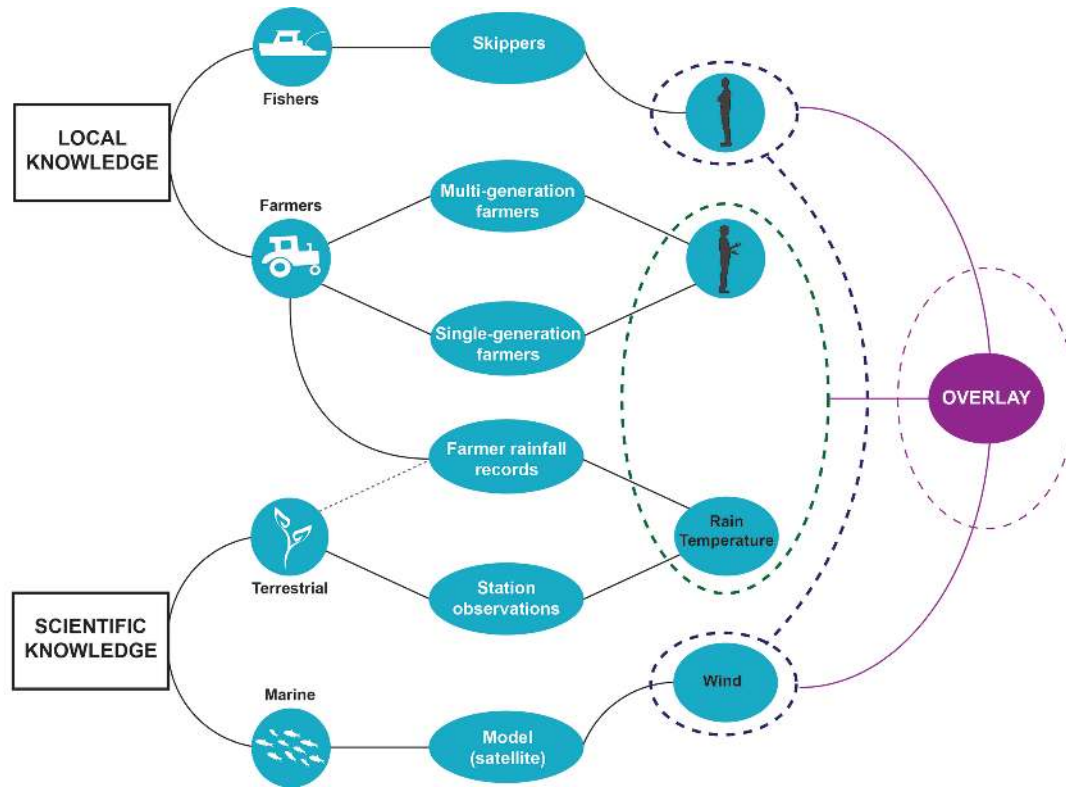 Skippers
Fishers
LOCAL
KNOWLEDGE
Multi-generation
farmers
Farmers
Single-generation
farmers
OVERLAY
Farmer rainfall
records
Rain
Temperature
Terrestrial
Station
observations
SCIENTIFIC
KNOWLEDGE
Wind
Marine
Model
(satellite)